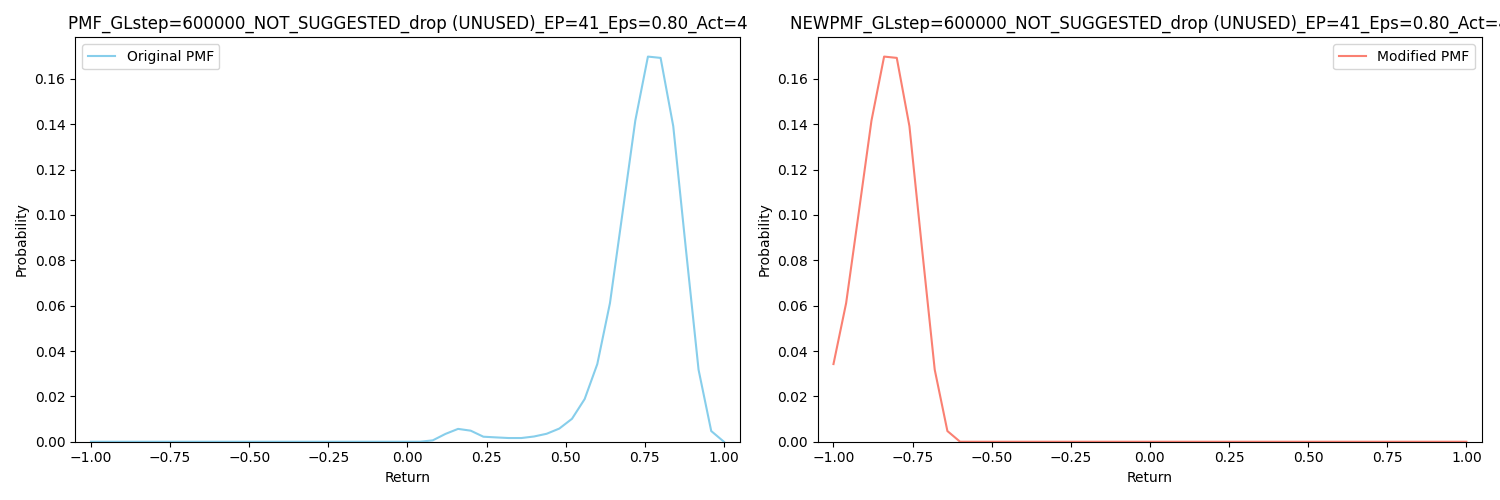 PMF_GLstep=600000_NOT_SUGGESTED_drop (UNUSED)_EP=41_Eps=0.80_Act=4
Original PMF
Probability
0.16
0.14
0.12
0.10
0.08
0.06
0.04
0.02
0.00
−1.00 −0.75 −0.50 −0.25 0.00 0.25 0.50 0.75 1.00
Return
NEWPMF_GLstep=600000_NOT_SUGGESTED_drop (UNUSED)_EP=41_Eps=0.80_Act=
Modified PMF
Probability
0.16
0.14
0.12
0.10
0.08
0.06
0.04
0.02
0.00
−1.00 −0.75 −0.50 −0.25 0.00 0.25 0.50 0.75 1.00
Return